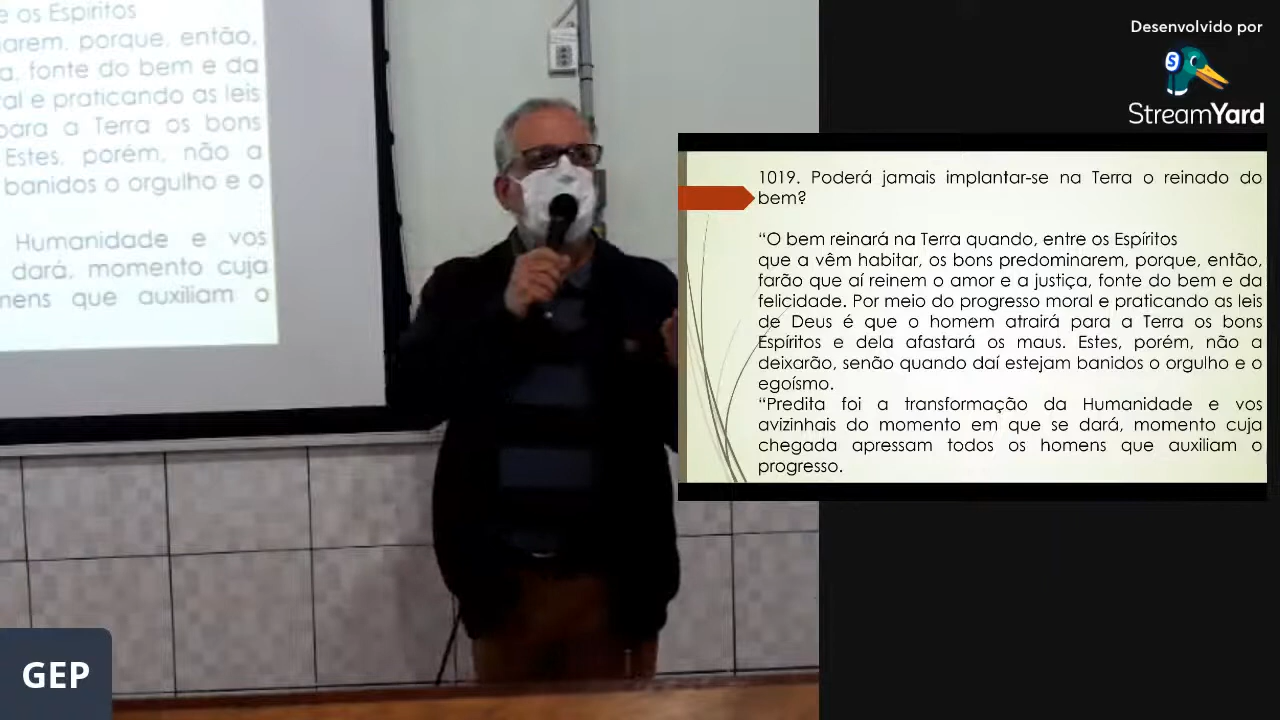 e os Espíritos
arem, porque, então,
a, fonte do bem e da
al e praticando as leis
para a Terra os bons
Estes, porém, não a
banidos o orgulho e o
Humanidade e vos
dará, momento cuja
mens que auxiliam o
Desenvolvido por
S
StreamYard
1019. Poderá jamais implantar-se na Terra o reinado do
bem?
“O bem reinará na Terra quando, entre os Espíritos
que a vêm habitar, os bons predominarem, porque, então,
farão que aí reinem o amor e a justiça, fonte do bem e da
felicidade. Por meio do progresso moral e praticando as leis
de Deus é que o homem atrairá para a Terra os bons
Espíritos e dela afastará os maus. Estes, porém, não a
deixarão, senão quando daí estejam banidos o orgulho e o
egoísmo.
“Predita foi a transformação da Humanidade e vos
avizinhais do momento em que se dará, momento cuja
chegada apressam todos os homens que auxiliam o
progresso.
GEP